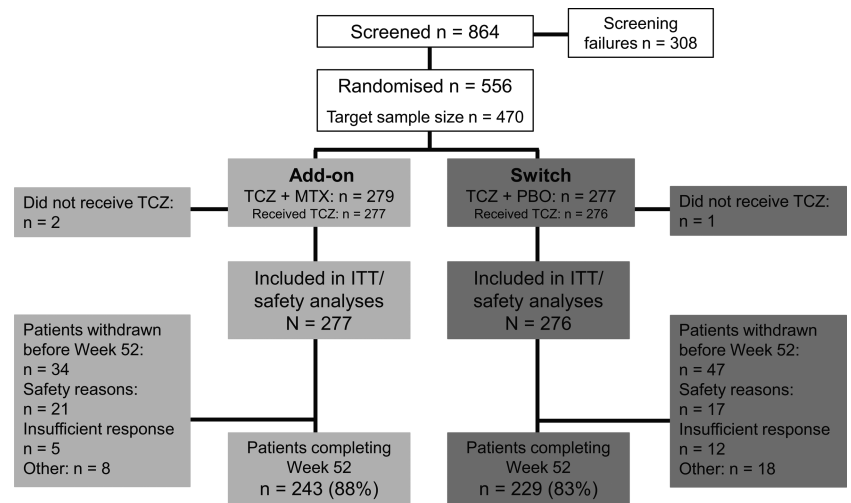 Screened n = 864
Screening
failures n = 308
Randomised n = 556
Target sample size n = 470
Add-on
TCZ + MTX: n = 279
Received TCZ: n = 277
Switch
TCZ + PBO: n = 277
Received TCZ: n = 276
Did not receive TCZ:
n = 2
Did not receive TCZ:
n = 1
Included in ITT/
safety analyses
N = 277
Included in ITT/
safety analyses
N = 276
Patients withdrawn
before Week 52:
n = 34
Safety reasons:
n = 21
Insufficient response
n = 5
Other: n = 8
Patients withdrawn
before Week 52:
n = 47
Safety reasons:
n = 17
Insufficient response
n = 12
Other: n = 18
Patients completing
Week 52
n = 243 (88%)
Patients completing
Week 52
n = 229 (83%)